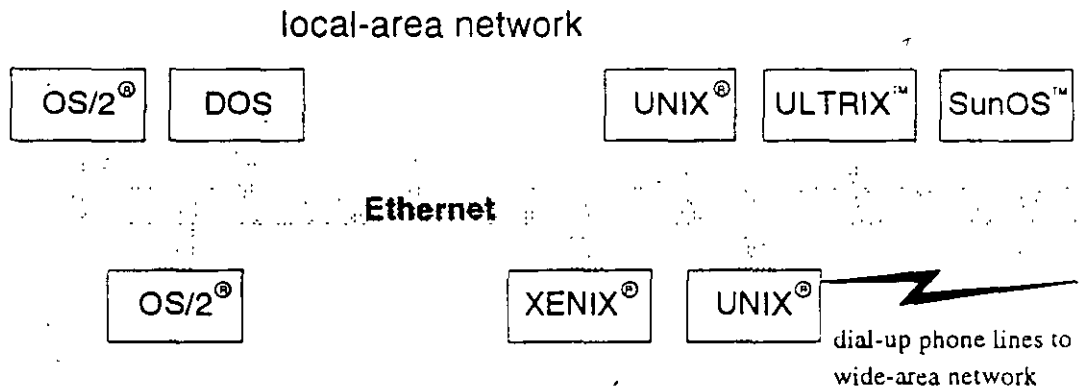 local-area network
OS/2® DOS UNIX® ULTRIX™ SunOS™
Ethernet
OS/2® XENIX® UNIX®
dial-up phone lines to
wide-area network